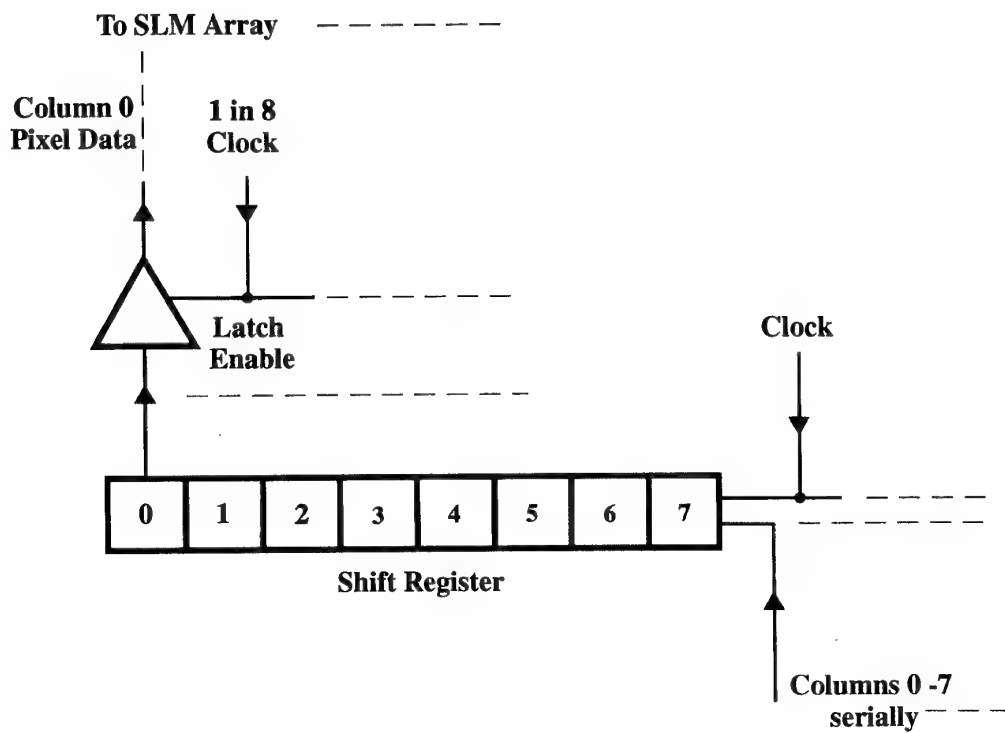 To SLM Array
Column 0
Pixel Data
1 in 8
Clock
Latch
Enable
Clock
0 1 2 3 4 5 6 7
Shift Register
Columns 0 -7
serially